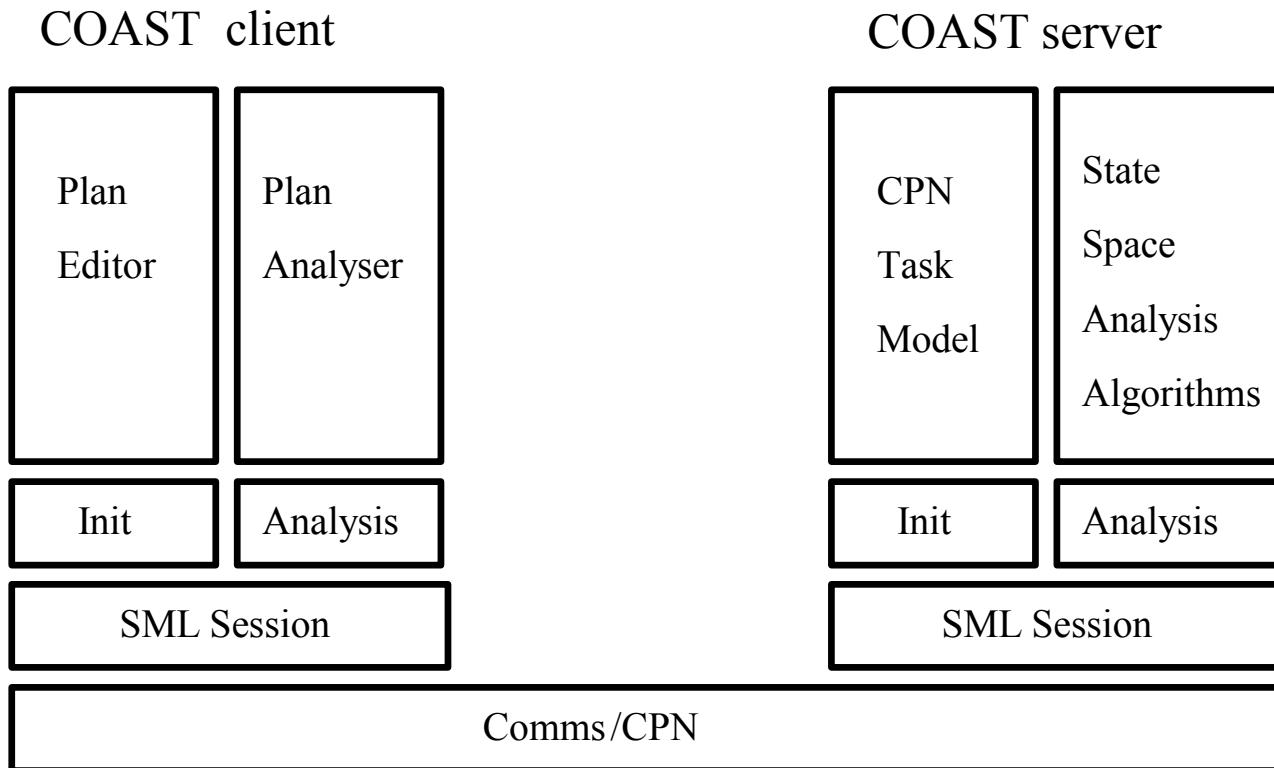 COAST client
COAST server
Plan
Editor
Plan
Analyser
CPN
Task
Model
State
Space
Analysis
Algorithms
Init
Analysis
Init
Analysis
SML Session
SML Session
Comms/CPN